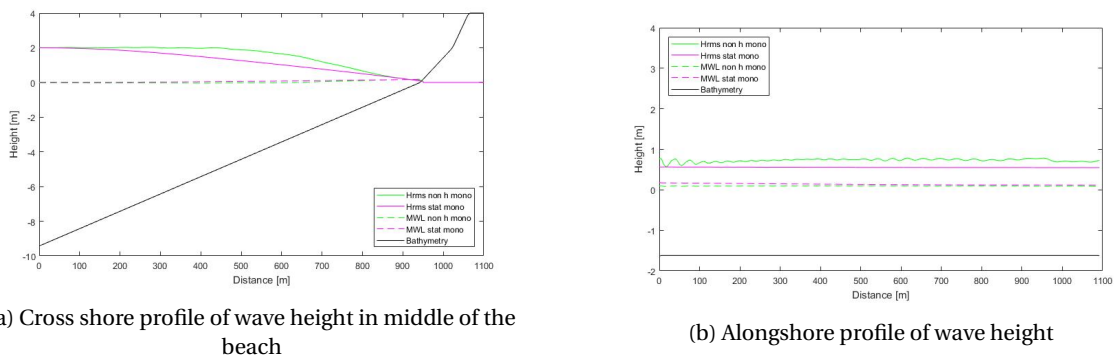 4
2
0
-2
-4
-6
-8
-10
Height [m]
0 100 200 300 400 500 600 700 800 900 1000 1100
Distance [m]
Hrms non h mono
Hrms stat mono
MWL non h mono
MWL stat mono
Bathymetry
a) Cross shore profile of wave height in middle of the
beach
4
3
2
1
0
-1
-2
Height [m]
0 100 200 300 400 500 600 700 800 900 1000 1100
Distance [m]
Hrms non h mono
Hrms stat mono
MWL non h mono
MWL stat mono
Bathymetry
(b) Alongshore profile of wave height